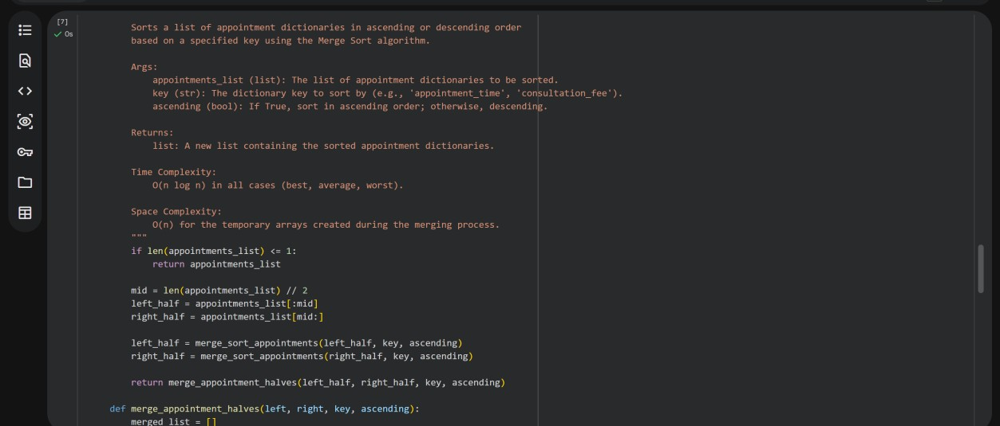 [7]
0s
Sorts a list of appointment dictionaries in ascending or descending order
based on a specified key using the Merge Sort algorithm.
Args:
appointments_list (list): The list of appointment dictionaries to be sorted.
key (str): The dictionary key to sort by (e.g., 'appointment_time', 'consultation_fee').
ascending (bool): If True, sort in ascending order; otherwise, descending.
Returns:
list: A new list containing the sorted appointment dictionaries.
Time Complexity:
O(n log n) in all cases (best, average, worst).
Space Complexity:
O(n) for the temporary arrays created during the merging process.
"""
if len(appointments_list) <= 1:
return appointments_list
mid = len(appointments_list) // 2
left_half = appointments_list[:mid]
right_half = appointments_list[mid:]
left_half = merge_sort_appointments(left_half, key, ascending)
right_half = merge_sort_appointments(right_half, key, ascending)
return merge_appointment_halves(left_half, right_half, key, ascending)
def merge_appointment_halves(left, right, key, ascending):
merged_list = []